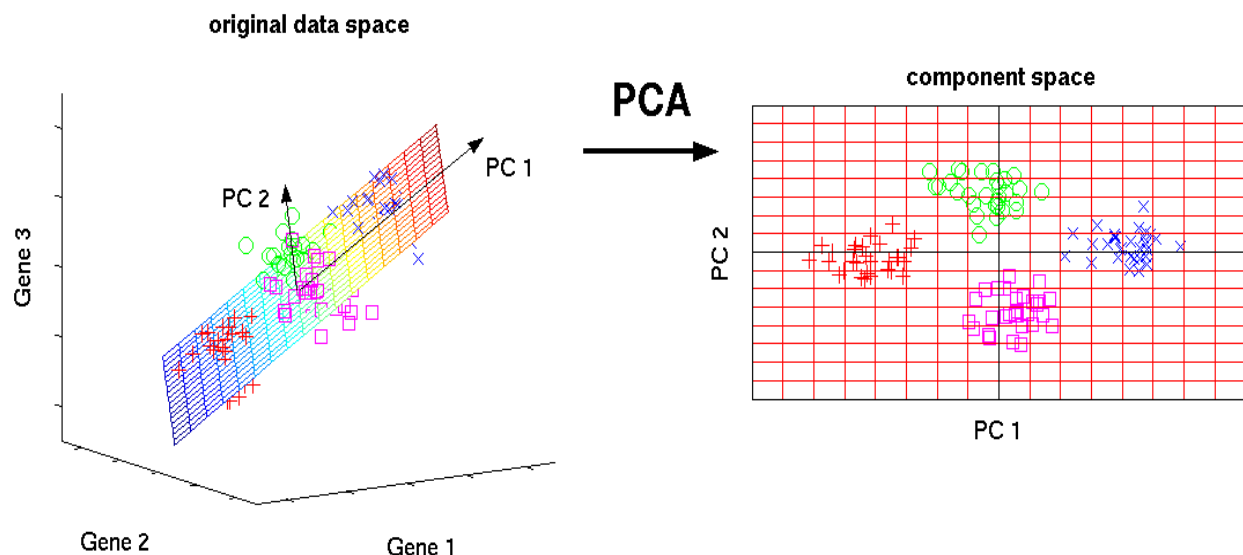 original data space
PC 1
PC 2
Gene 3
Gene 2
Gene 1
PCA
component space
PC 2
PC 1